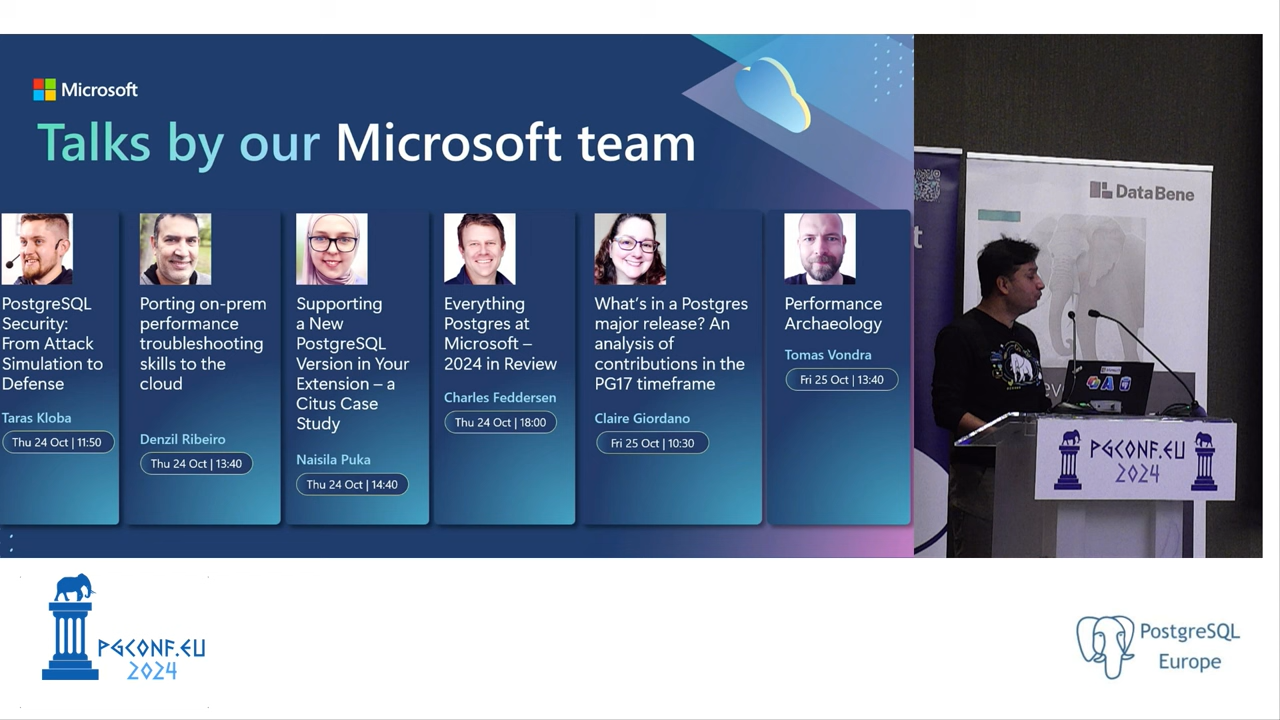 Microsoft
Talks by our Microsoft team
PostgreSQL
Security:
From Attack
Simulation to
Defense
Taras Kloba
Thu 24 Oct | 11:50
Porting on-prem
performance
troubleshooting
skills to the
cloud
Denzil Ribeiro
Thu 24 Oct | 13:40
Supporting
a New
PostgreSQL
Version in Your
Extension – a
Citus Case
Study
Naisila Puka
Thu 24 Oct | 14:40
Everything
Postgres at
Microsoft –
2024 in Review
Charles Feddersen
Thu 24 Oct | 18:00
What's in a Postgres
major release? An
analysis of
contributions in the
PG17 timeframe
Claire Giordano
Fri 25 Oct | 10:30
Performance
Archaeology
Tomas Vondra
Fri 25 Oct | 13:40
DataBene
PGCONF.EU
2024
PGCONF.EU
2024
PostgreSQL
Europe